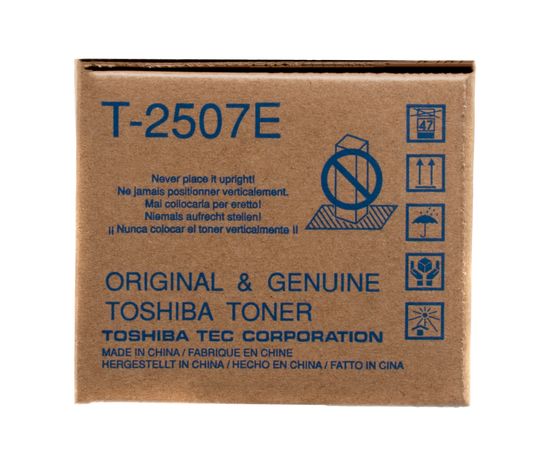 T-2507E
47
Never place it upright!
Ne jamais positionner verticalement.
Mai collocarla per eretto!
Niemals aufrecht stellen!
¡¡ Nunca colocar el toner verticalmente !!
ORIGINAL & GENUINE
TOSHIBA TONER
TOSHIBA TEC CORPORATION
MADE IN CHINA / FABRIQUE EN CHINE
HERGESTELLT IN CHINA / HECHO EN CHINA / FATTO IN CINA